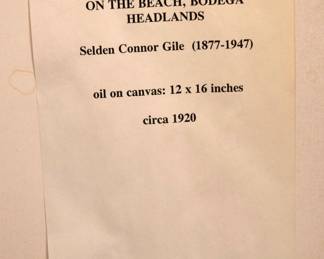 ON THE BEACH, BODEGA
HEADLANDS
Selden Connor Gile (1877-1947)
oil on canvas: 12 x 16 inches
circa 1920